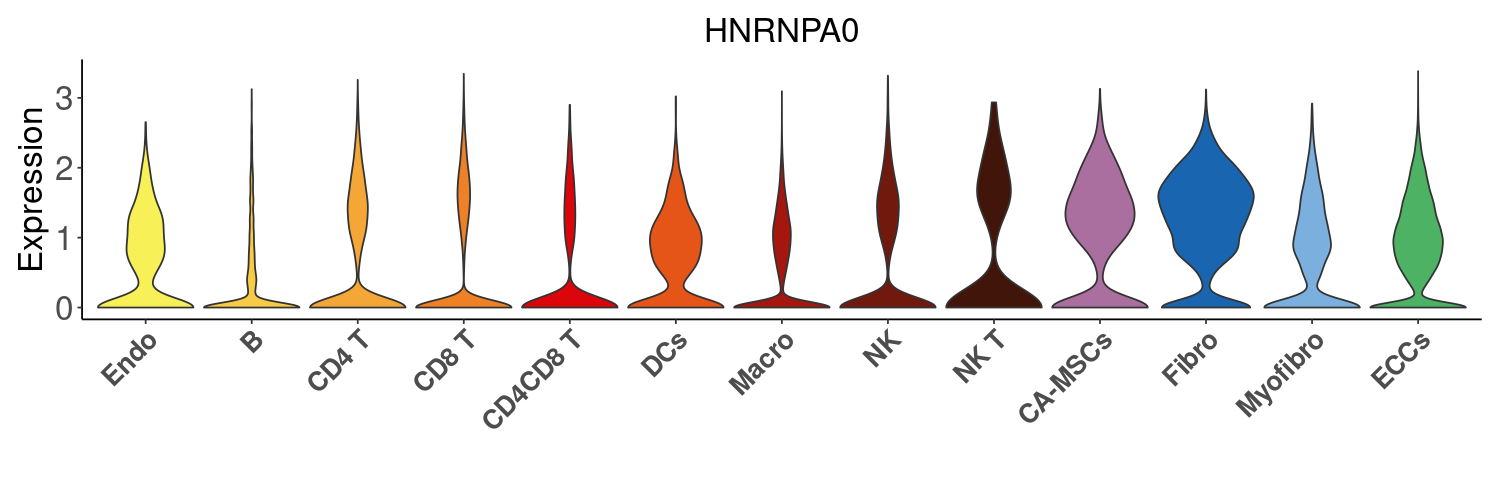 HNRNPA0
Expression
3
2
1
0
Endo
B
CD4 T
CD8 T
CD4CD8 T
DCs
Macro
NK
NK T
CA-MSCs
Fibro
Myofibro
ECCs